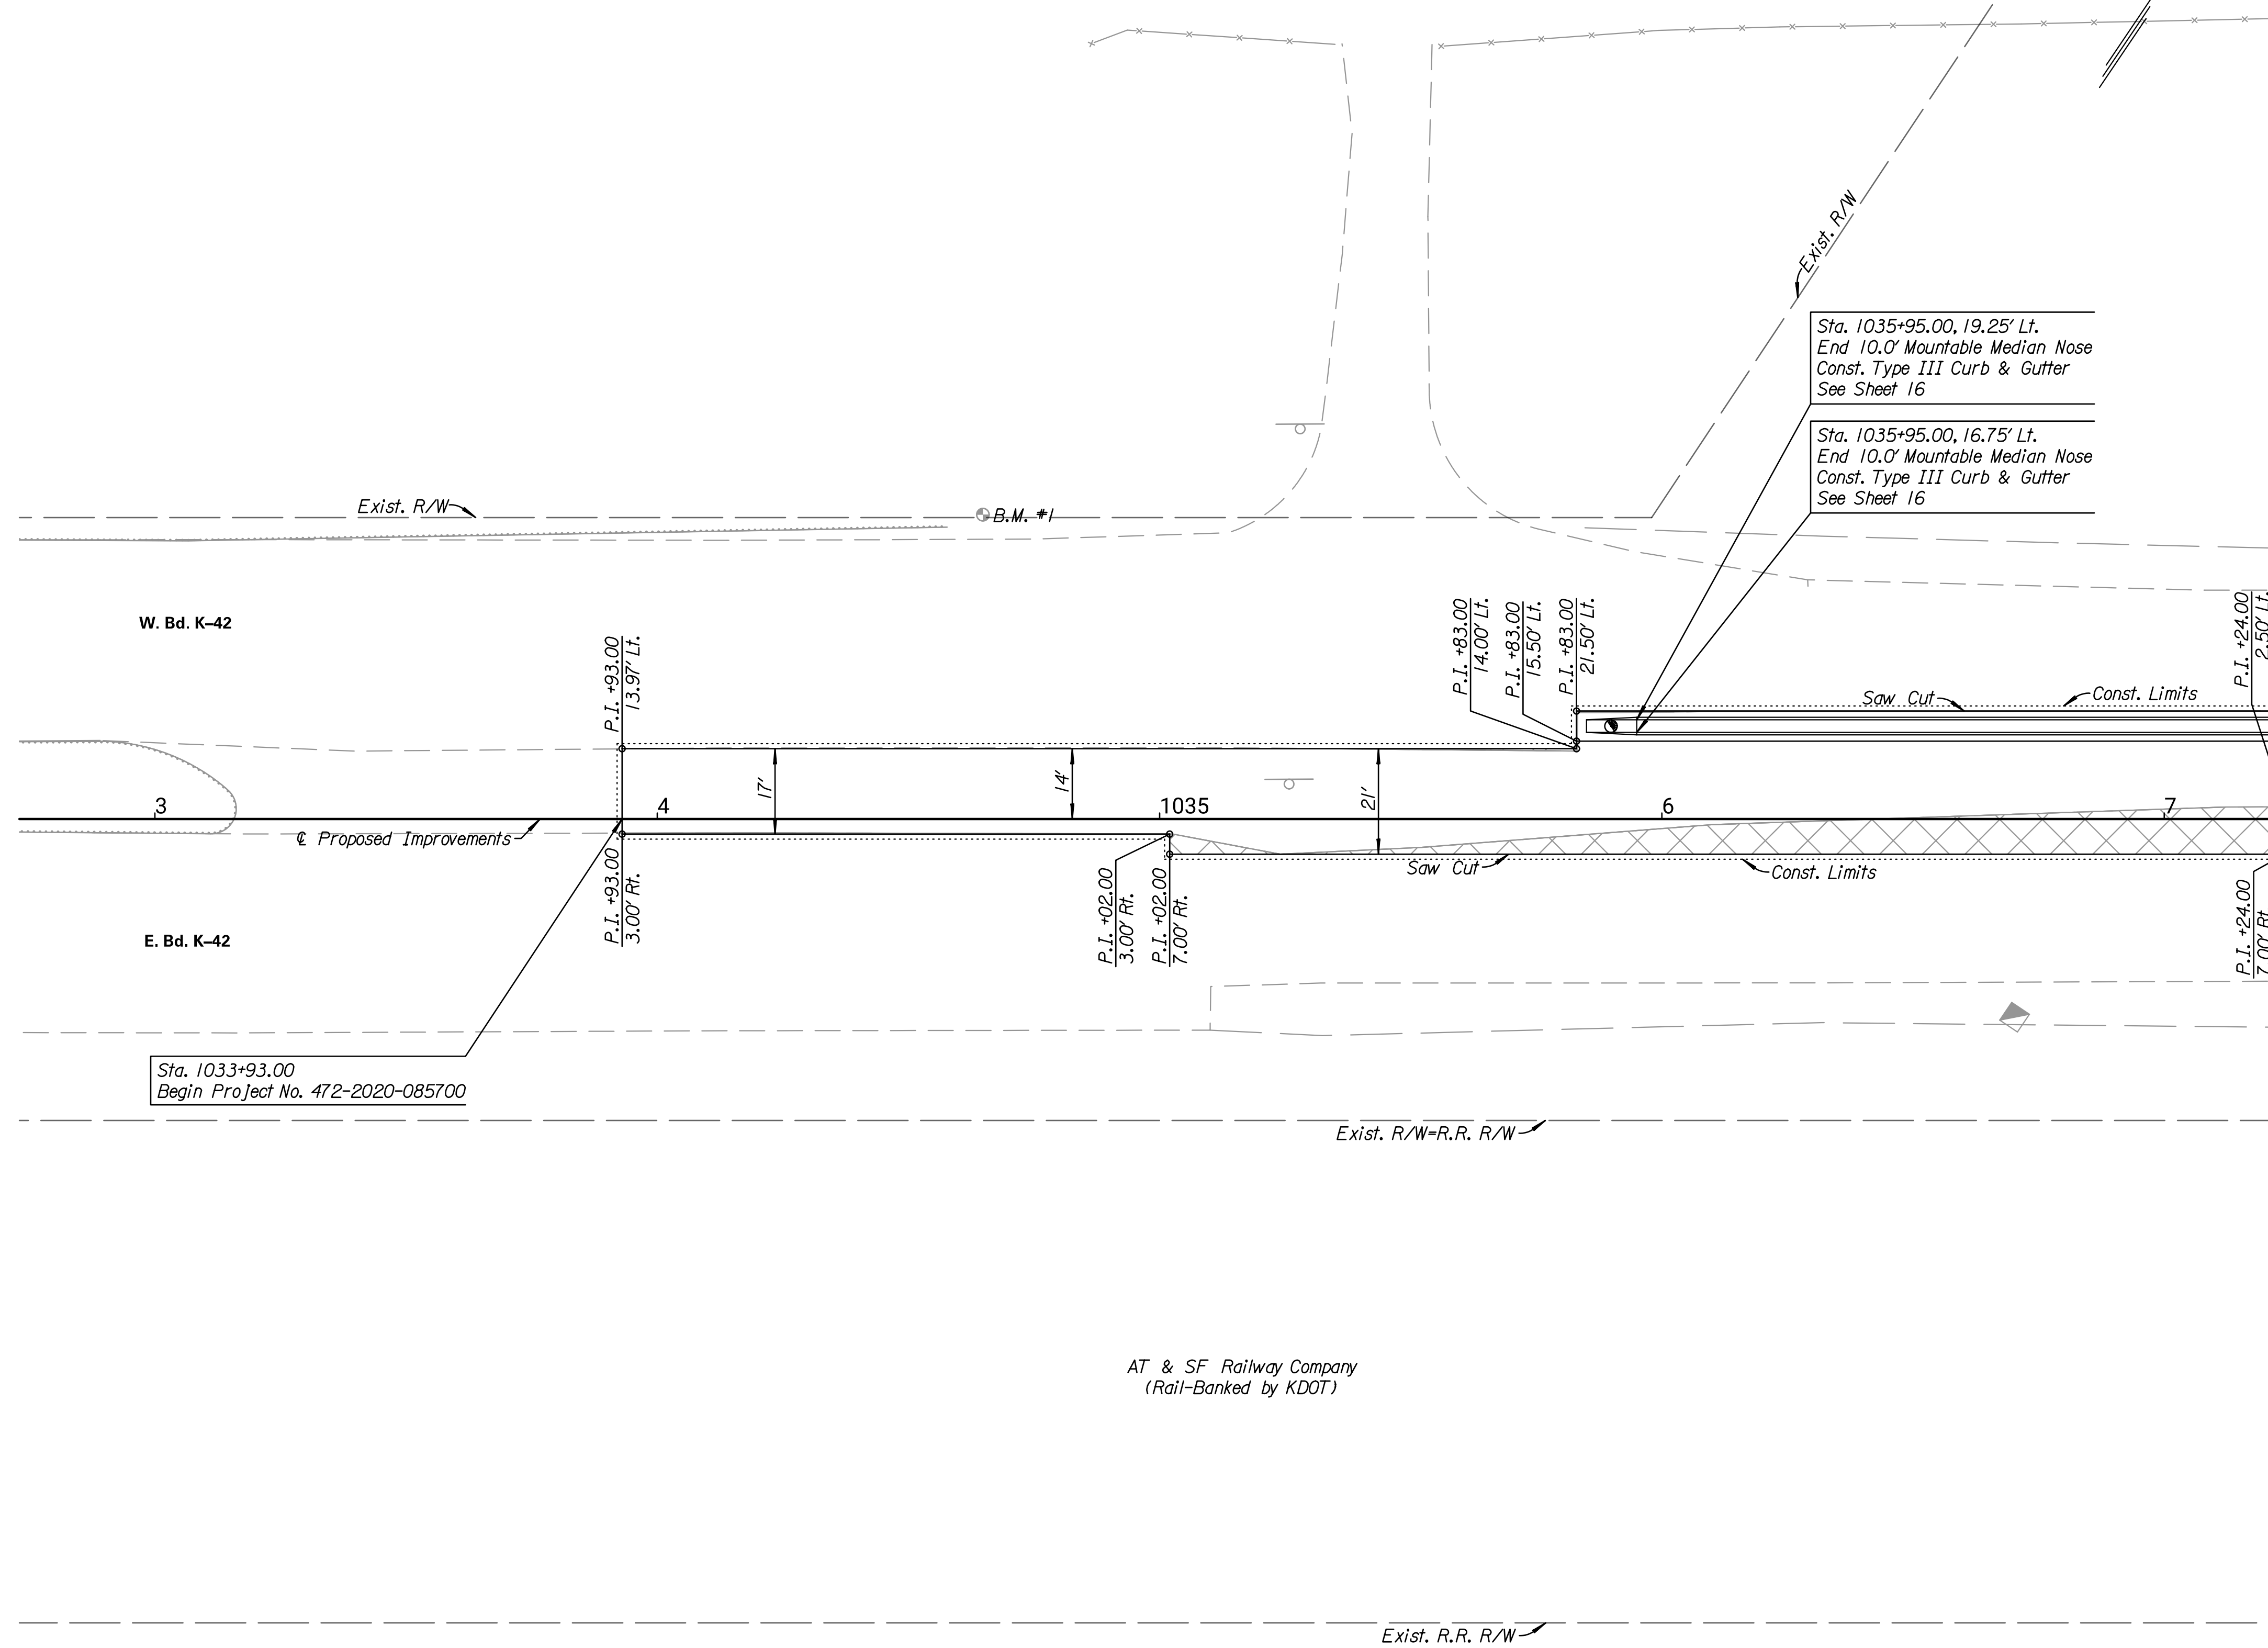 Exist. R/W
Sta. 1035+95.00, 19.25' Lt.
End 10.0' Mountable Median Nose
Const. Type III Curb & Gutter
See Sheet 16
Sta. 1035+95.00, 16.75' Lt.
End 10.0' Mountable Median Nose
Const. Type III Curb & Gutter
See Sheet 16
Exist. R/W
B.M. #1
W. Bd. K-42
P.I. +93.00
13.97' Lt.
P.I. +83.00
14.00' Lt.
P.I. +83.00
15.50' Lt.
P.I. +83.00
21.50' Lt.
P.I. +24.00
2.50' Lt.
Saw Cut
Const. Limits
17'
14'
21'
3
4
1035
6
7
℄ Proposed Improvements
Saw Cut
Const. Limits
P.I. +93.00
3.00' Rt.
P.I. +02.00
3.00' Rt.
P.I. +02.00
7.00' Rt.
P.I. +24.00
7.00' Rt.
E. Bd. K-42
Sta. 1033+93.00
Begin Project No. 472-2020-085700
Exist. R/W=R.R. R/W
AT & SF Railway Company
(Rail-Banked by KDOT)
Exist. R.R. R/W